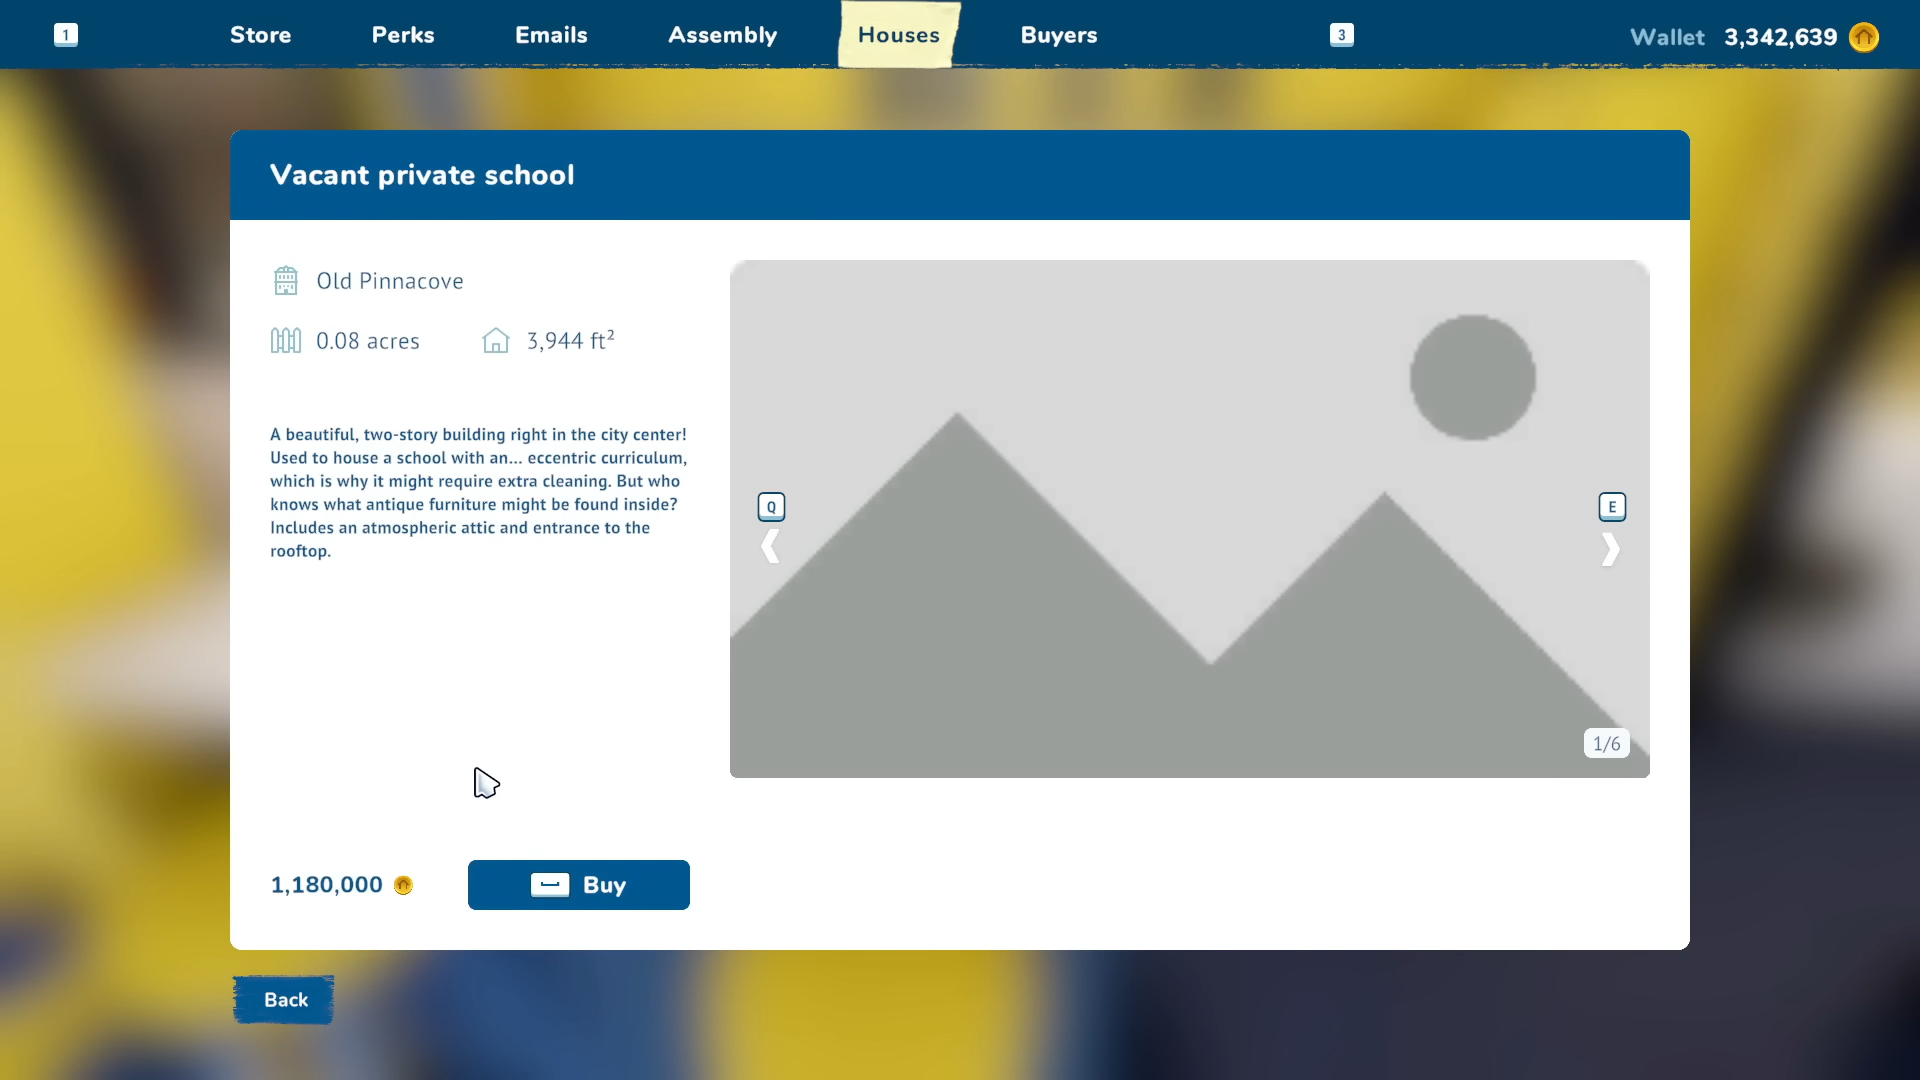 1
Store
Perks
Emails
Assembly
Houses
Buyers
3
Wallet 3,342,639
Vacant private school
Old Pinnacove
0.08 acres
3,944 ft²
A beautiful, two-story building right in the city center!
Used to house a school with an... eccentric curriculum,
which is why it might require extra cleaning. But who
knows what antique furniture might be found inside?
Includes an atmospheric attic and entrance to the
rooftop.
Q
E
1/6
1,180,000
Buy
Back